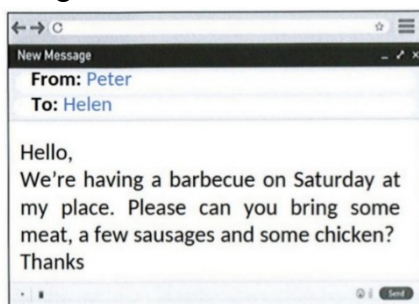 New Message
From: Peter
To: Helen
Hello,
We're having a barbecue on Saturday at
my place. Please can you bring some
meat, a few sausages and some chicken?
Thanks
Send